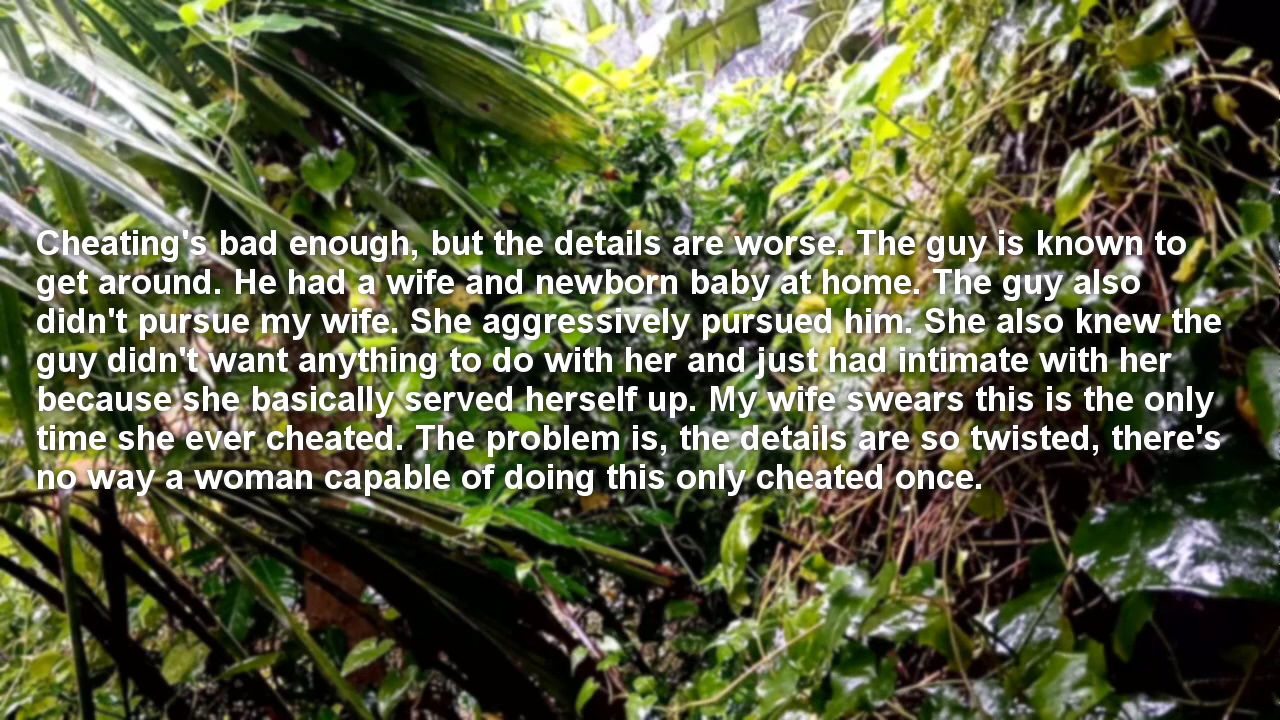 Cheating's bad enough, but the details are worse. The guy is known to
get around. He had a wife and newborn baby at home. The guy also
didn't pursue my wife. She aggressively pursued him. She also knew the
guy didn't want anything to do with her and just had intimate with her
because she basically served herself up. My wife swears this is the only
time she ever cheated. The problem is, the details are so twisted, there's
no way a woman capable of doing this only cheated once.